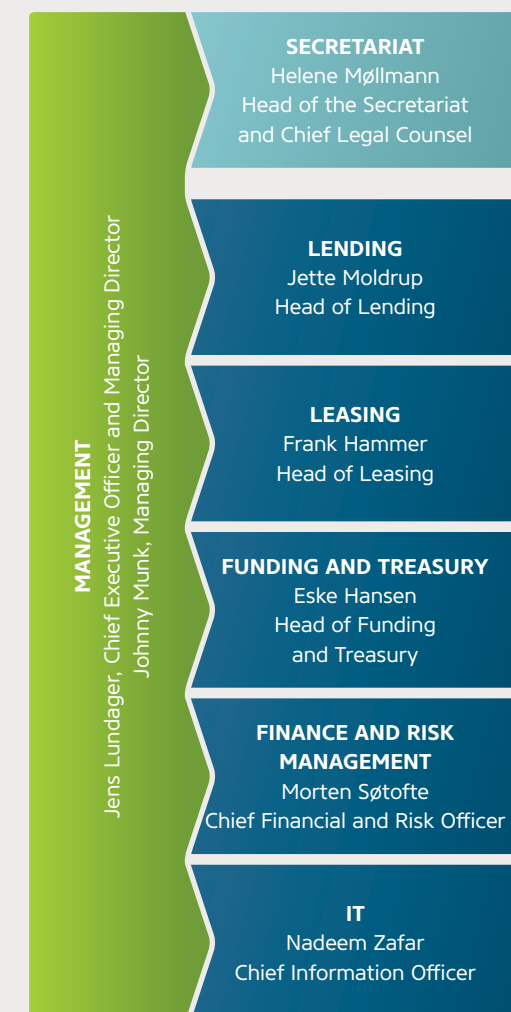 MANAGEMENT
Jens Lundager, Chief Executive Officer and Managing Director
Johnny Munk, Managing Director
SECRETARIAT
Helene Møllmann
Head of the Secretariat
and Chief Legal Counsel
LENDING
Jette Moldrup
Head of Lending
LEASING
Frank Hammer
Head of Leasing
FUNDING AND TREASURY
Eske Hansen
Head of Funding
and Treasury
FINANCE AND RISK
MANAGEMENT
Morten Søtofte
Chief Financial and Risk Officer
IT
Nadeem Zafar
Chief Information Officer